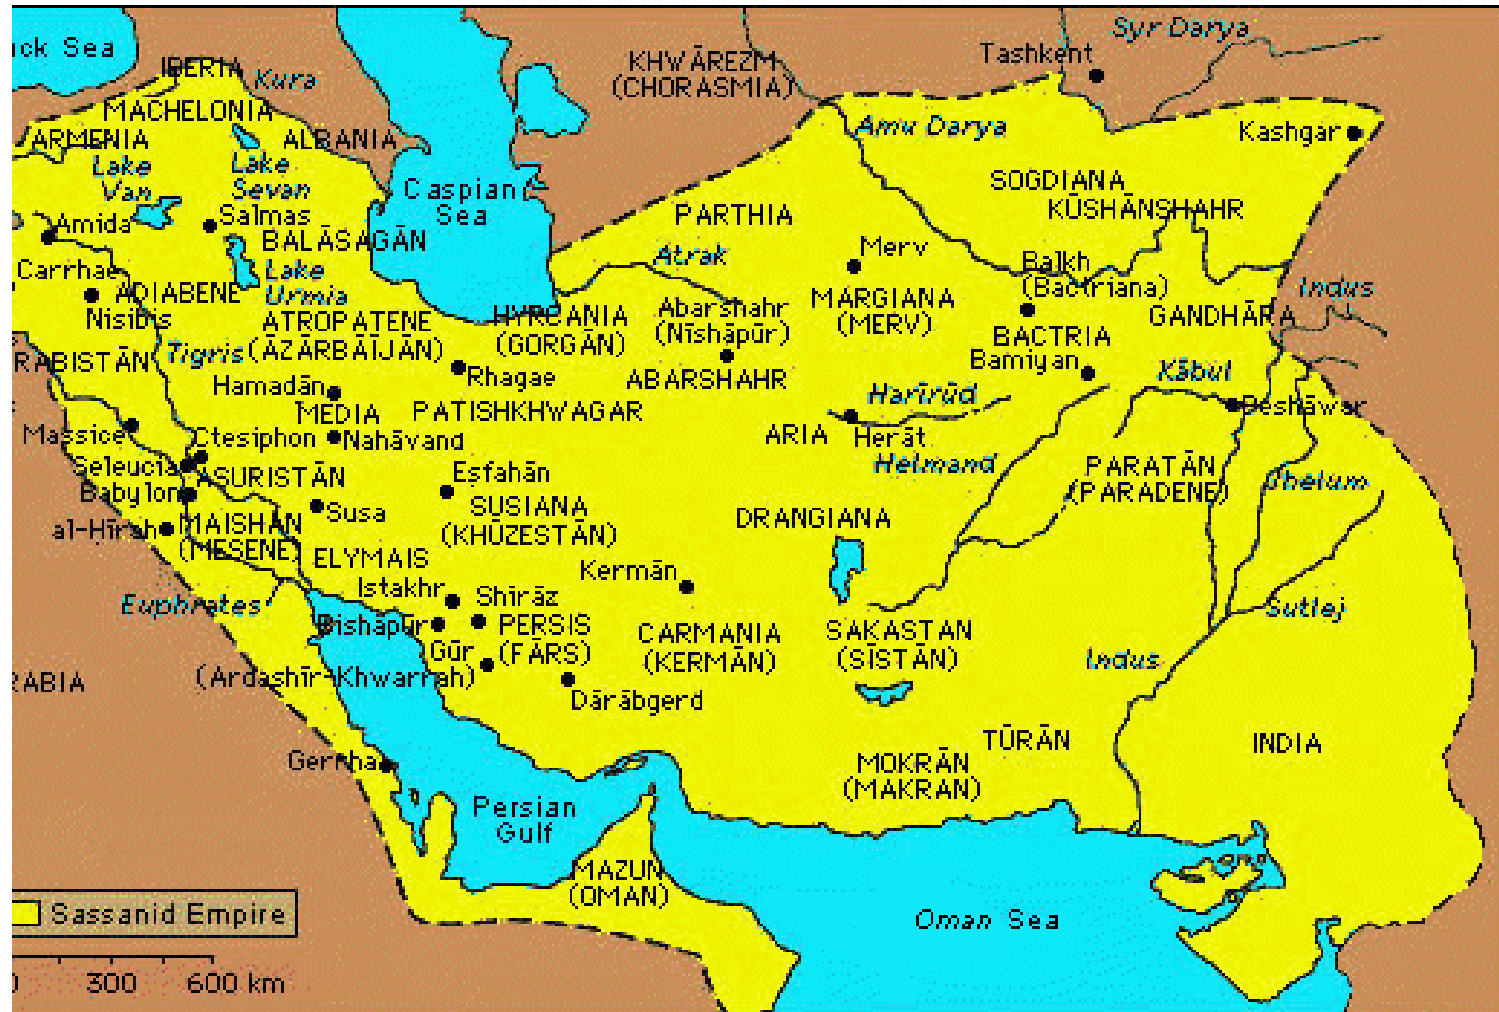 ck Sea
IBERIA
Kura
MACHELONIA
ARMENIA
ALBANIA
Lake
Van
Lake
Sevan
Caspian
Sea
KHWĀREZM
(CHORASMIA)
Tashkent
Syr Darya
Amu Darya
Kashgar
SOGDIANA
KŪSHĀNSHAHR
Amida
Salmas
BALĀSAGĀN
PARTHIA
Atrak
Merv
Balkh
(Bactriana)
Carrhae
ADIABENE
Lake
Urmia
Nisibis
ATROPATENE
(ĀZĀRBĀĪJĀN)
HYRCANIA
(GORGĀN)
Abarshahr
(Nīshāpūr)
MARGIANA
(MERV)
GANDHĀRA
Indus
BACTRIA
Bamiyan
RABISTĀN
Tigris
Hamadān
Rhagae
ABARSHAHR
Harīrūd
Kābul
Peshāwar
MEDIA
PATISHKHWAGAR
Massice
Ctesiphon
Nahāvand
ARIA
Herāt
Helmand
PARATĀN
(PARADENE)
Jhelum
Seleucia
ASURISTĀN
Eṣfahān
Babylon
Susa
SUSIANA
(KHŪZESTĀN)
DRANGIANA
al-Ḥīrah
MAISHĀN
(MESENE)
ELYMAIS
Istakhr
Shīrāz
Kermān
Euphrates
Bishāpūr
PERSIS
(FĀRS)
CARMANIA
(KERMĀN)
SAKASTAN
(SĪSTĀN)
Sutlej
Indus
Gūr
(Ardashīr-Khwarrah)
Dārābgerd
RABIA
Gerrha
Persian
Gulf
MOKRĀN
(MAKRAN)
TŪRĀN
INDIA
MAZUN
(OMAN)
Oman Sea
Sassanid Empire
0 300 600 km